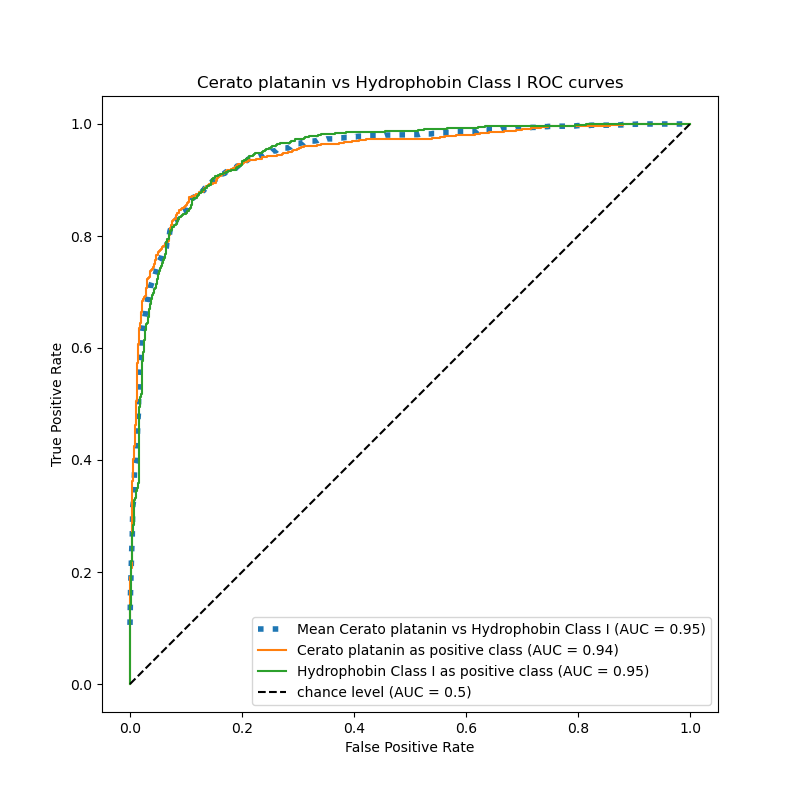 Cerato platanin vs Hydrophobin Class I ROC curves
1.0
0.8
0.6
0.4
0.2
0.0
True Positive Rate
Mean Cerato platanin vs Hydrophobin Class I (AUC = 0.95)
Cerato platanin as positive class (AUC = 0.94)
Hydrophobin Class I as positive class (AUC = 0.95)
chance level (AUC = 0.5)
0.0 0.2 0.4 0.6 0.8 1.0
False Positive Rate